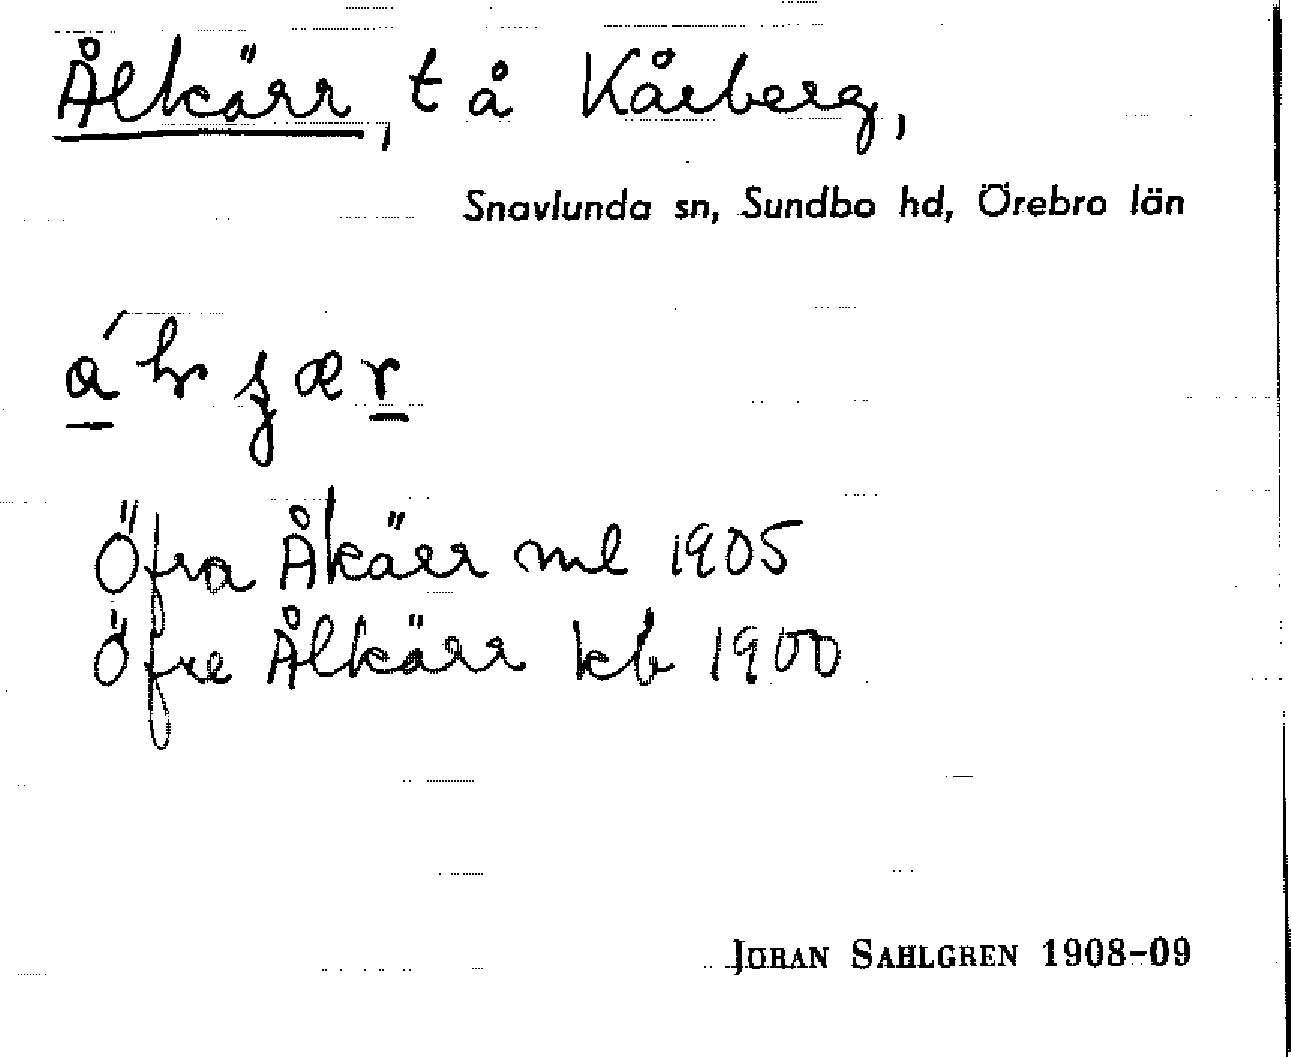 Ålkärr, t å Kårberg,
Snavlunda sn, Sundbo hd, Örebro län
Öfra Åkärr ml 1905
Öfre Ålkärr kb 1900
JÖRAN SAHLGREN 1908-09